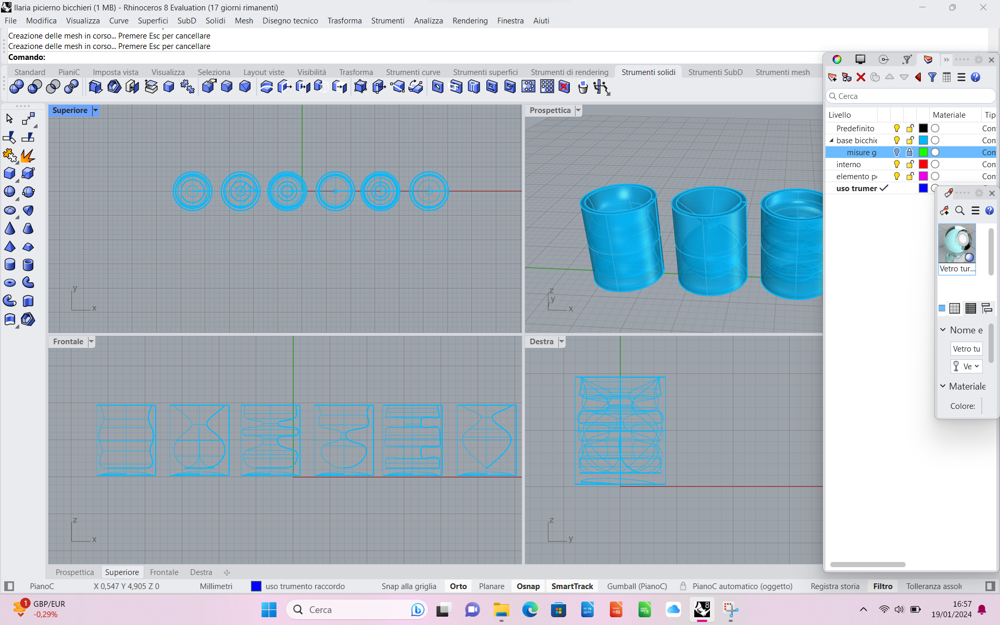 Ilaria picierno bicchieri (1 MB) - Rhinoceros 8 Evaluation (17 giorni rimanenti)
File Modifica Visualizza Curve Superfici SubD Solidi Mesh Disegno tecnico Trasforma Strumenti Analizza Rendering Finestra Aiuti
Creazione delle mesh in corso... Premere Esc per cancellare
Creazione delle mesh in corso... Premere Esc per cancellare
Comando:
Standard PianiC Imposta vista Visualizza Seleziona Layout viste Visibilità Trasforma Strumenti curve Strumenti superfici Strumenti di rendering Strumenti solidi Strumenti SubD Strumenti mesh
Cerca
Livello Materiale Tip
Predefinito Con
base bicchie Con
misure g Con
interno Con
elemento p Con
uso trumer
Superiore
Prospettica
Frontale
Destra
y
x
z
y
x
z
x
z
y
Vetro tur...
Nome e
Vetro tu
Ve
Materiale
Colore:
Prospettica Superiore Frontale Destra
PianoC X 0,547 Y 4,905 Z 0 Millimetri uso trumento raccordo Snap alla griglia Orto Planare Osnap SmartTrack Gumball (PianoC) PianoC automatico (oggetto) Registra storia Filtro Tolleranza assolu
1
GBP/EUR
-0,29%
Cerca
8
16:57
19/01/2024